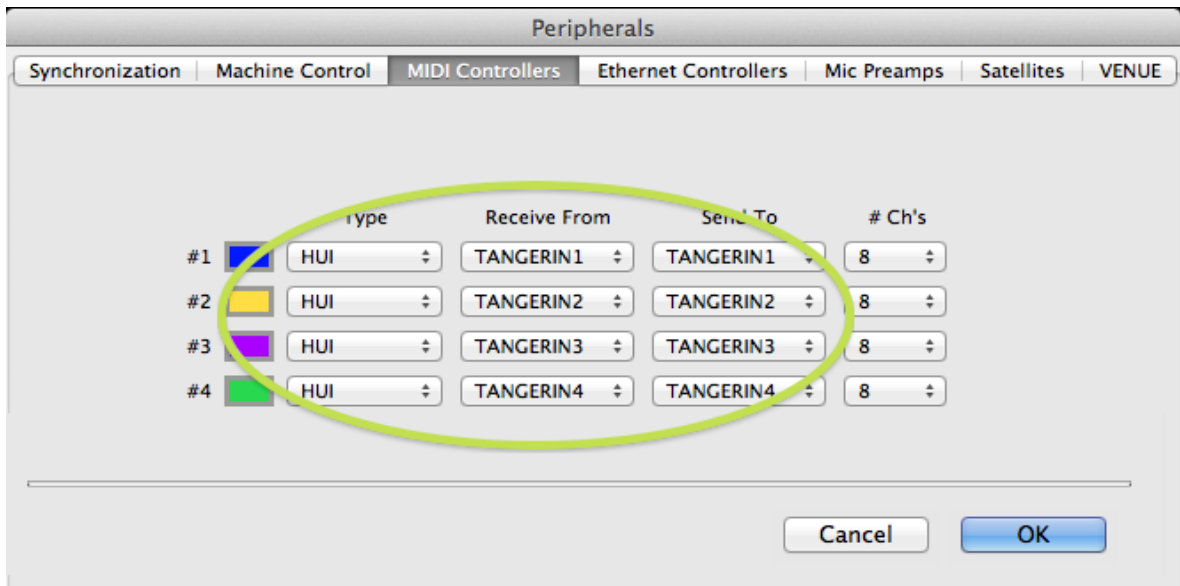 Peripherals
Synchronization Machine Control MIDI Controllers Ethernet Controllers Mic Preamps Satellites VENUE
Type Receive From Send To # Ch's
#1 HUI TANGERIN1 TANGERIN1 8
#2 HUI TANGERIN2 TANGERIN2 8
#3 HUI TANGERIN3 TANGERIN3 8
#4 HUI TANGERIN4 TANGERIN4 8
Cancel OK